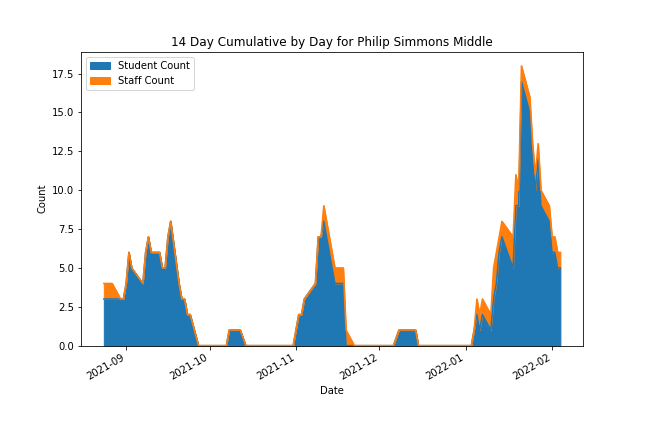 14 Day Cumulative by Day for Philip Simmons Middle
Student Count
Staff Count
17.5
15.0
12.5
10.0
7.5
5.0
2.5
0.0
Count
2021-09
2021-10
2021-11
2021-12
2022-01
2022-02
Date